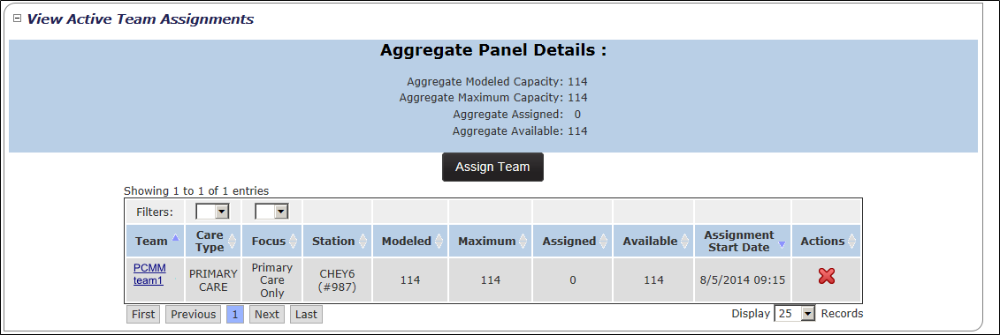 View Active Team Assignments
Aggregate Panel Details :
Aggregate Modeled Capacity: 114
Aggregate Maximum Capacity: 114
Aggregate Assigned: 0
Aggregate Available: 114
Assign Team
Showing 1 to 1 of 1 entries
Filters:
Team Care Type Focus Station Modeled Maximum Assigned Available Assignment Start Date Actions
PCMM team1 PRIMARY CARE Primary Care Only CHEY6 (#987) 114 114 0 114 8/5/2014 09:15
First Previous 1 Next Last Display 25 Records